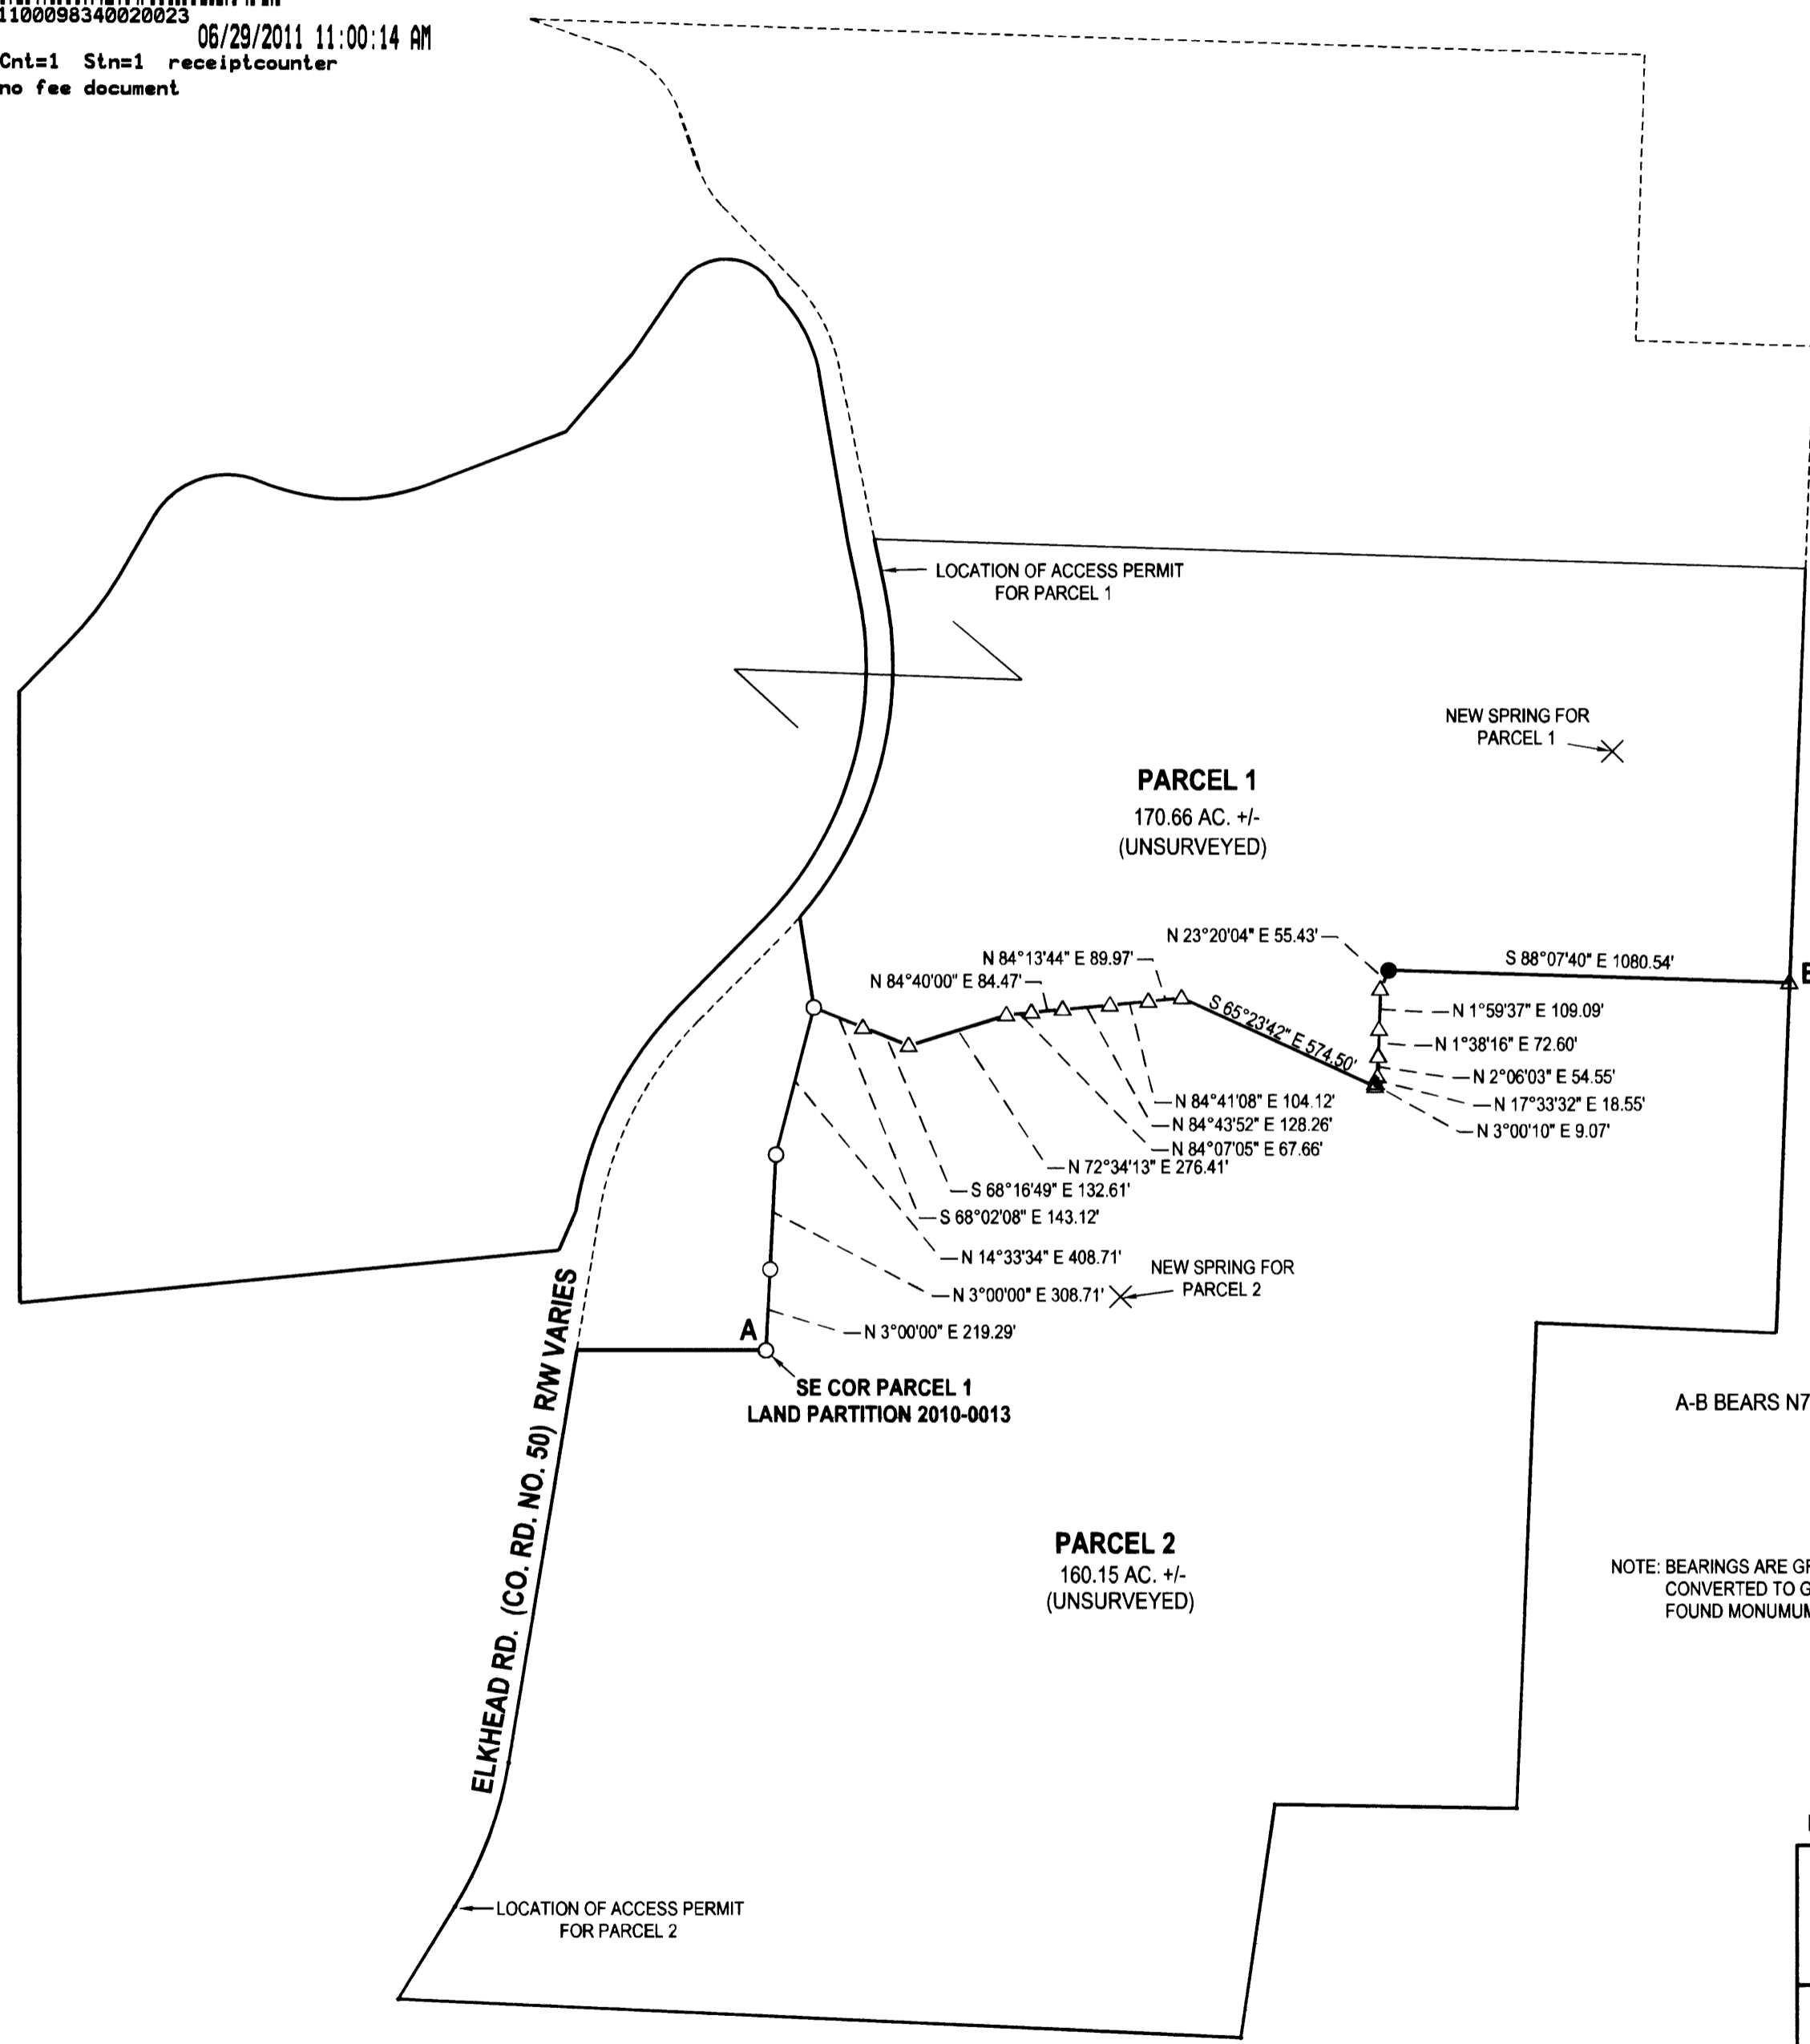 1100098340020023
06/29/2011 11:00:14 AM
Cnt=1 Stn=1 receiptcounter
no fee document
LOCATION OF ACCESS PERMIT
FOR PARCEL 1
NEW SPRING FOR
PARCEL 1
PARCEL 1
170.66 AC. +/-
(UNSURVEYED)
N 23°20'04" E 55.43'
S 88°07'40" E 1080.54'
N 84°13'44" E 89.97'
N 84°40'00" E 84.47'
S 65°23'42" E 574.50'
N 1°59'37" E 109.09'
N 1°38'16" E 72.60'
N 2°06'03" E 54.55'
N 17°33'32" E 18.55'
N 3°00'10" E 9.07'
N 84°41'08" E 104.12'
N 84°43'52" E 128.26'
N 84°07'05" E 67.66'
N 72°34'13" E 276.41'
S 68°16'49" E 132.61'
S 68°02'08" E 143.12'
N 14°33'34" E 408.71'
N 3°00'00" E 308.71'
NEW SPRING FOR
PARCEL 2
N 3°00'00" E 219.29'
A
SE COR PARCEL 1
LAND PARTITION 2010-0013
A-B BEARS N7
ELKHEAD RD. (CO. RD. NO. 50) R/W VARIES
PARCEL 2
160.15 AC. +/-
(UNSURVEYED)
NOTE: BEARINGS ARE
CONVERTED TO
FOUND
LOCATION OF ACCESS PERMIT
FOR PARCEL 2